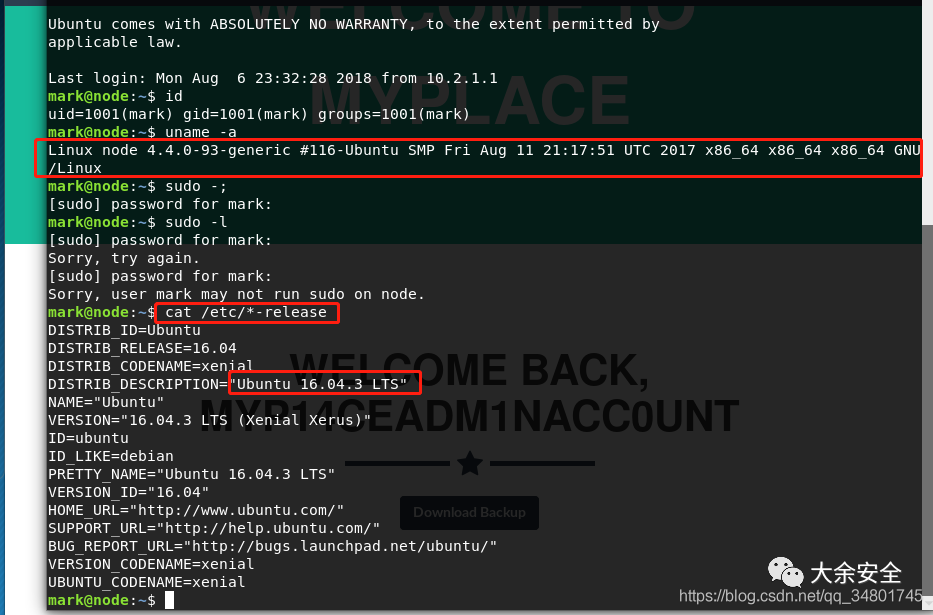 WELCOME TO
Ubuntu comes with ABSOLUTELY NO WARRANTY, to the extent permitted by
applicable law.
Last login: Mon Aug  6 23:32:28 2018 from 10.2.1.1
MYPLACE
mark@node:~$ id
uid=1001(mark) gid=1001(mark) groups=1001(mark)
mark@node:~$ uname -a
Linux node 4.4.0-93-generic #116-Ubuntu SMP Fri Aug 11 21:17:51 UTC 2017 x86_64 x86_64 x86_64 GNU
/Linux
mark@node:~$ sudo -;
[sudo] password for mark:
mark@node:~$ sudo -l
[sudo] password for mark:
Sorry, try again.
[sudo] password for mark:
Sorry, user mark may not run sudo on node.
mark@node:~$ cat /etc/*-release
DISTRIB_ID=Ubuntu
DISTRIB_RELEASE=16.04
DISTRIB_CODENAME=xenial
WELCOME BACK,
DISTRIB_DESCRIPTION="Ubuntu 16.04.3 LTS"
NAME="Ubuntu"
MYP14CEADM1NACC0UNT
VERSION="16.04.3 LTS (Xenial Xerus)"
ID=ubuntu
ID_LIKE=debian
PRETTY_NAME="Ubuntu 16.04.3 LTS"
VERSION_ID="16.04"
HOME_URL="http://www.ubuntu.com/"
Download Backup
SUPPORT_URL="http://help.ubuntu.com/"
BUG_REPORT_URL="http://bugs.launchpad.net/ubuntu/"
VERSION_CODENAME=xenial
UBUNTU_CODENAME=xenial
mark@node:~$
大余安全
https://blog.csdn.net/qq_34801745